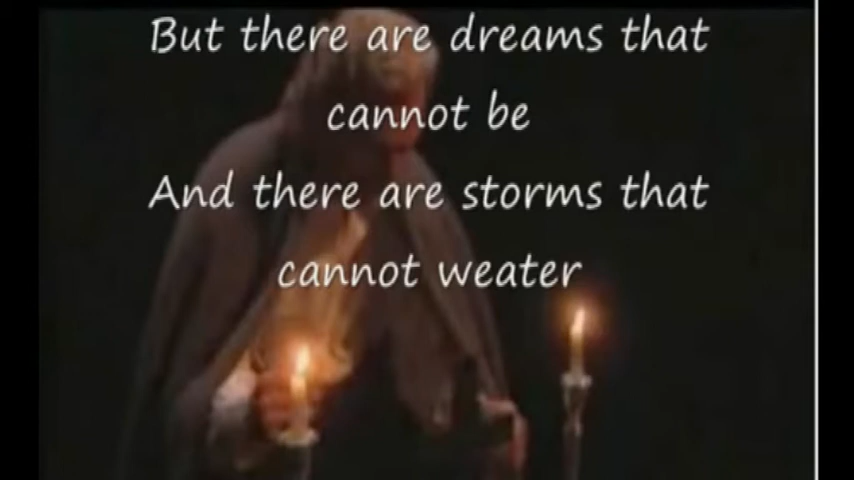 But there are dreams that
cannot be
And there are storms that
cannot weater